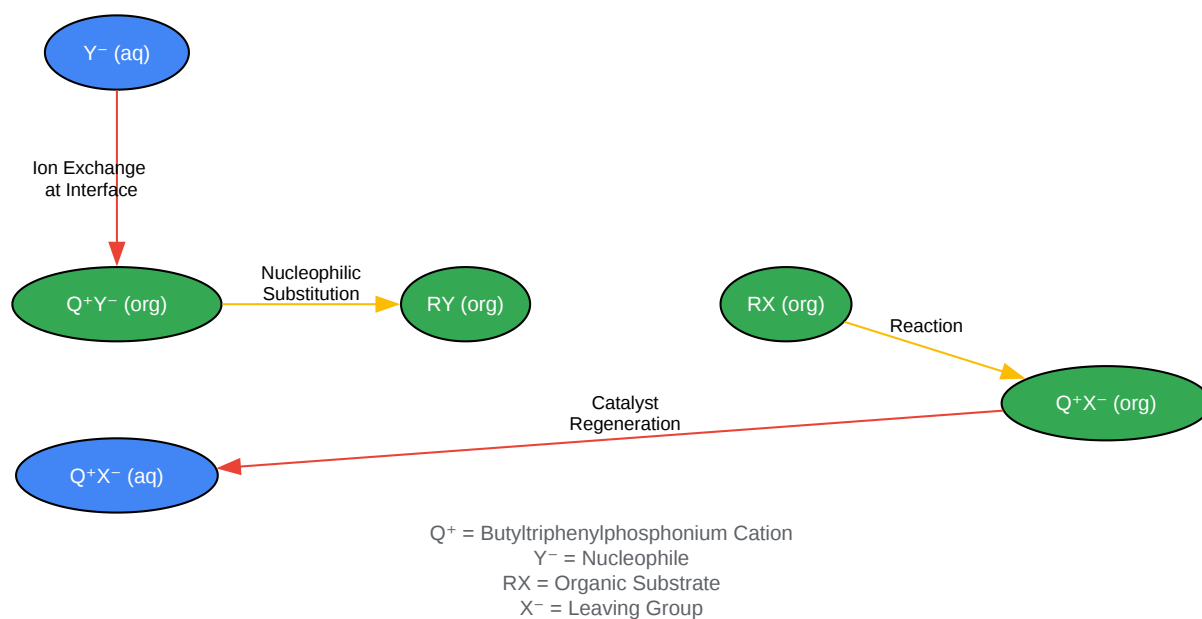 Y⁻ (aq)
Ion Exchange
at Interface
Q⁺Y⁻ (org)
Nucleophilic
Substitution
RY (org)
RX (org)
Reaction
Q⁺X⁻ (org)
Catalyst
Regeneration
Q⁺X⁻ (aq)
Q⁺ = Butyltriphenylphosphonium Cation
Y⁻ = Nucleophile
RX = Organic Substrate
X⁻ = Leaving Group